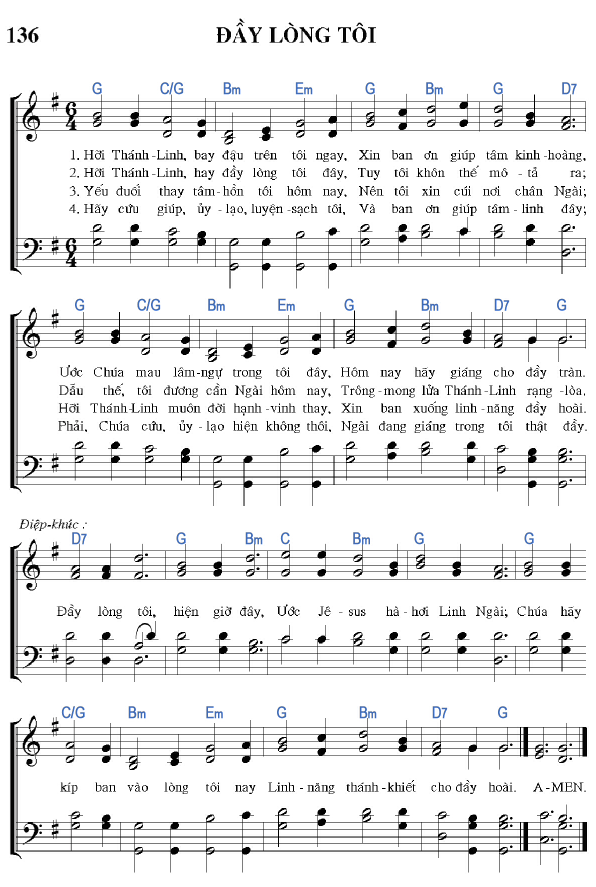 136 ĐẦY LÒNG TÔI
G C/G Bm Em G Bm G D7
1. Hỡi Thánh-Linh, bay đậu trên tôi ngay, Xin ban ơn giúp tâm kinh-hoàng,
2. Hỡi Thánh-Linh, hay đầy lòng tôi đây, Tuy tôi khôn thế mô-tả ra;
3. Yếu đuối thay tâm-hồn tôi hôm nay, Nên tôi xin cúi nơi chân Ngài;
4. Hãy cứu giúp, ủy-lạo, luyện-sạch tôi, Và ban ơn giúp tâm-linh đây;
G C/G Bm Em G Bm D7 G
Ước Chúa mau lâm-ngự trong tôi đây, Hôm nay hãy giáng cho đầy tràn.
Dẫu thế, tôi đương cần Ngài hôm nay, Trông-mong lửa Thánh-Linh rạng-lòa.
Hỡi Thánh-Linh muôn đời hạnh-vinh thay, Xin ban xuống linh-năng đầy hoài.
Phải, Chúa cứu, ủy-lạo hiện không thôi, Ngài đang giáng trong tôi thật đầy.
Điệp-khúc :
D7 G Bm C Bm G G
Đầy lòng tôi, hiện giờ đây, Ước Jê-sus hà-hơi Linh Ngài; Chúa hãy
C/G Bm Em G Bm D7 G
kíp ban vào lòng tôi nay Linh-năng thánh-khiết cho đầy hoài. A-MEN.